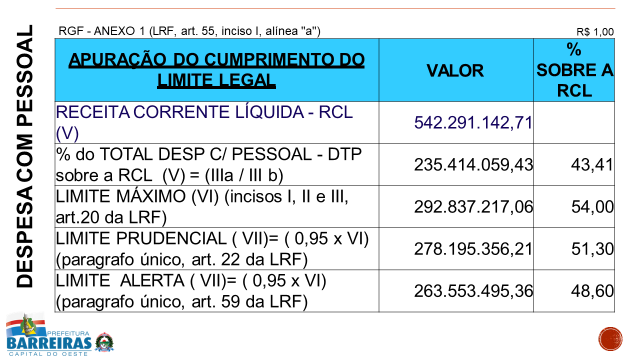 DESPESA COM PESSOAL
RGF - ANEXO 1 (LRF, art. 55, inciso I, alínea "a")
R$ 1,00
APURAÇÃO DO CUMPRIMENTO DO
LIMITE LEGAL
VALOR
%
SOBRE A
RCL
RECEITA CORRENTE LÍQUIDA - RCL
(V)
542.291.142,71
% do TOTAL DESP C/ PESSOAL - DTP
sobre a RCL (V) = (IIIa / III b)
235.414.059,43
43,41
LIMITE MÁXIMO (VI) (incisos I, II e III,
art.20 da LRF)
292.837.217,06
54,00
LIMITE PRUDENCIAL ( VII)= ( 0,95 x VI)
(paragrafo único, art. 22 da LRF)
278.195.356,21
51,30
LIMITE ALERTA ( VII)= ( 0,95 x VI)
(paragrafo único, art. 59 da LRF)
263.553.495,36
48,60
PREFEITURA
BARREIRAS
CAPITAL DO OESTE